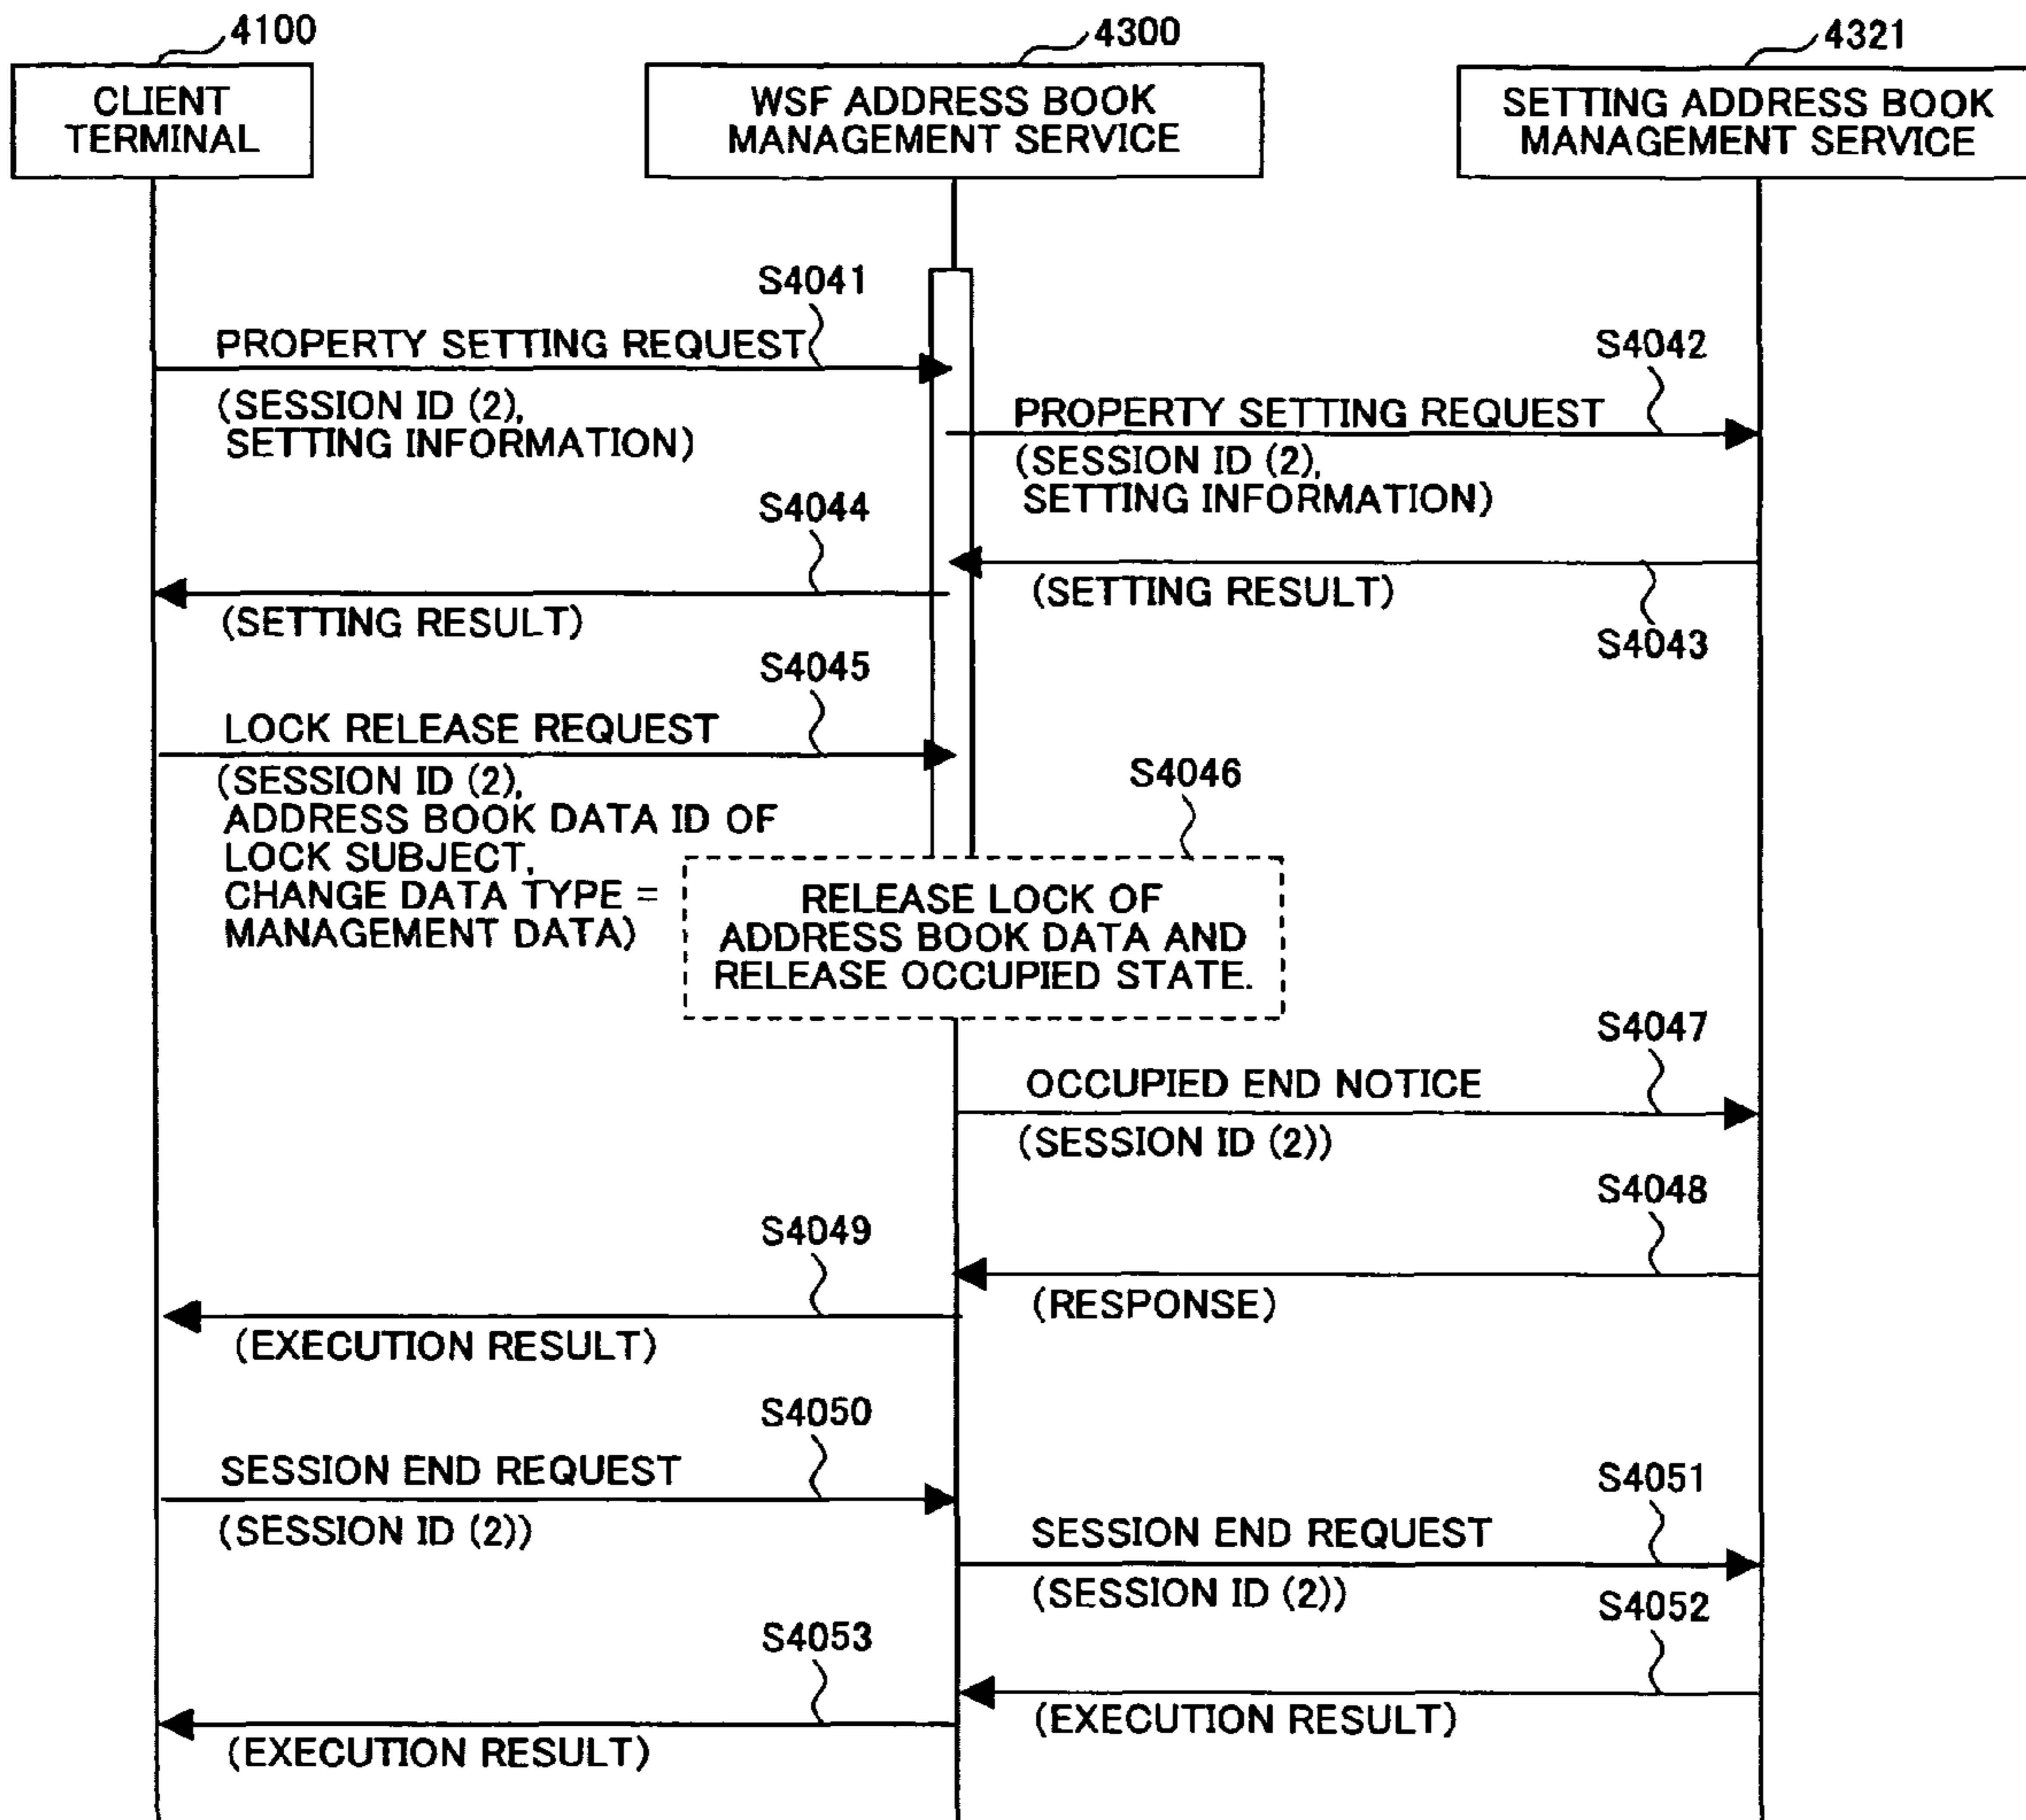 4100
4300
4321
CLIENT
TERMINAL
WSF ADDRESS BOOK
MANAGEMENT SERVICE
SETTING ADDRESS BOOK
MANAGEMENT SERVICE
S4041
PROPERTY SETTING REQUEST
(SESSION ID (2),
SETTING INFORMATION)
S4042
PROPERTY SETTING REQUEST
(SESSION ID (2),
SETTING INFORMATION)
S4044
(SETTING RESULT)
(SETTING RESULT)
S4043
S4045
LOCK RELEASE REQUEST
(SESSION ID (2),
ADDRESS BOOK DATA ID OF
LOCK SUBJECT,
CHANGE DATA TYPE =
MANAGEMENT DATA)
S4046
RELEASE LOCK OF
ADDRESS BOOK DATA AND
RELEASE OCCUPIED STATE.
S4047
OCCUPIED END NOTICE
(SESSION ID (2))
S4048
(RESPONSE)
S4049
(EXECUTION RESULT)
S4050
SESSION END REQUEST
(SESSION ID (2))
S4051
SESSION END REQUEST
(SESSION ID (2))
S4052
(EXECUTION RESULT)
S4053
(EXECUTION RESULT)